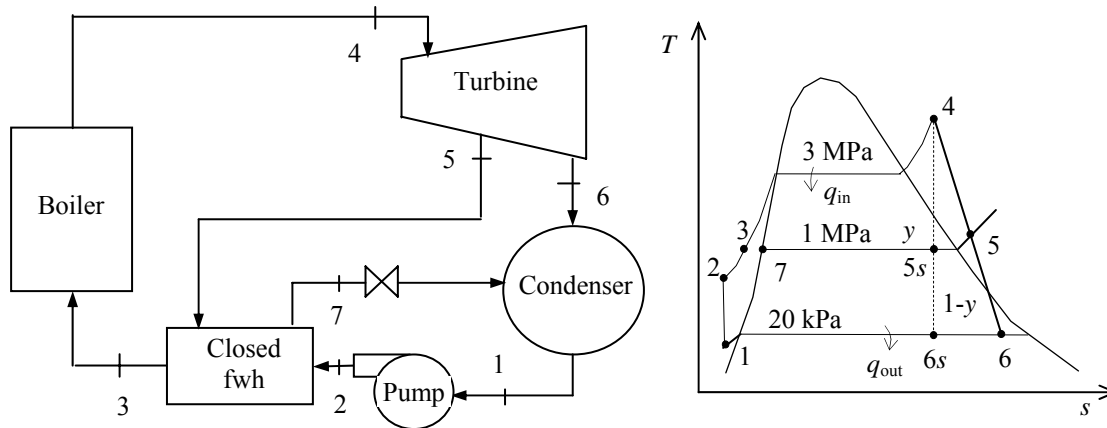 4
Turbine
5
6
Boiler
Condenser
7
Closed
fwh
3
2
Pump
1
T
4
3 MPa
q_in
3
1 MPa
y
5
2
7
5s
1-y
20 kPa
1
q_out
6s
6
s